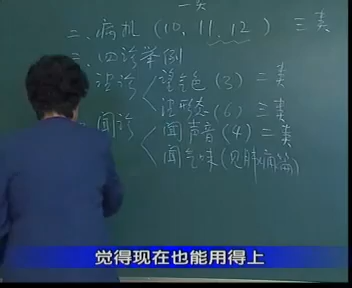 一类
二、病机(10、11、12) 三类
三、四诊举例
望诊 望气色(3) 二类
望形态(6) 三类
闻诊 闻声音(4) 二类
闻气味(见肺痈篇)
觉得现在也能用得上